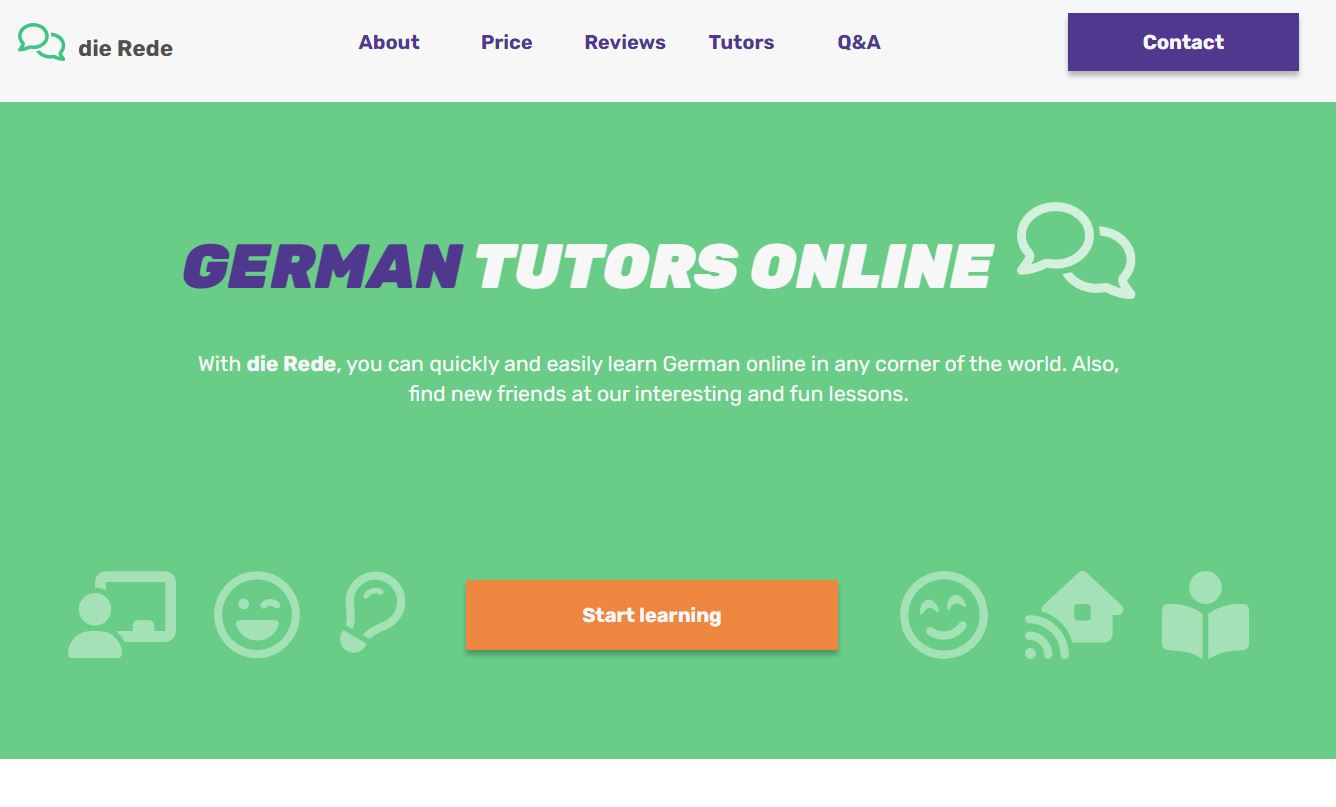 die Rede
About Price Reviews Tutors Q&A
Contact
GERMAN TUTORS ONLINE
With die Rede, you can quickly and easily learn German online in any corner of the world. Also,
find new friends at our interesting and fun lessons.
Start learning